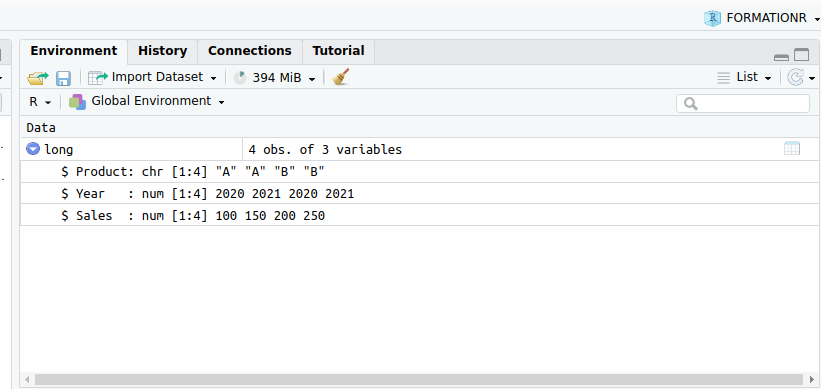 FORMATIONR
Environment History Connections Tutorial
Import Dataset 394 MiB List
R Global Environment
Data
long 4 obs. of 3 variables
$ Product: chr [1:4] "A" "A" "B" "B"
$ Year : num [1:4] 2020 2021 2020 2021
$ Sales : num [1:4] 100 150 200 250